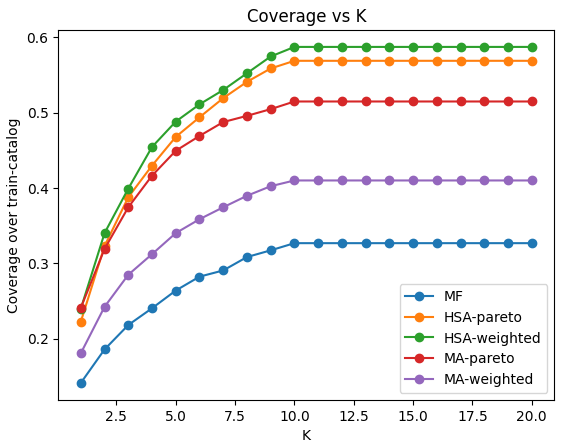 Coverage vs K
Coverage over train-catalog
0.6
0.5
0.4
0.3
0.2
2.5 5.0 7.5 10.0 12.5 15.0 17.5 20.0
K
MF
HSA-pareto
HSA-weighted
MA-pareto
MA-weighted